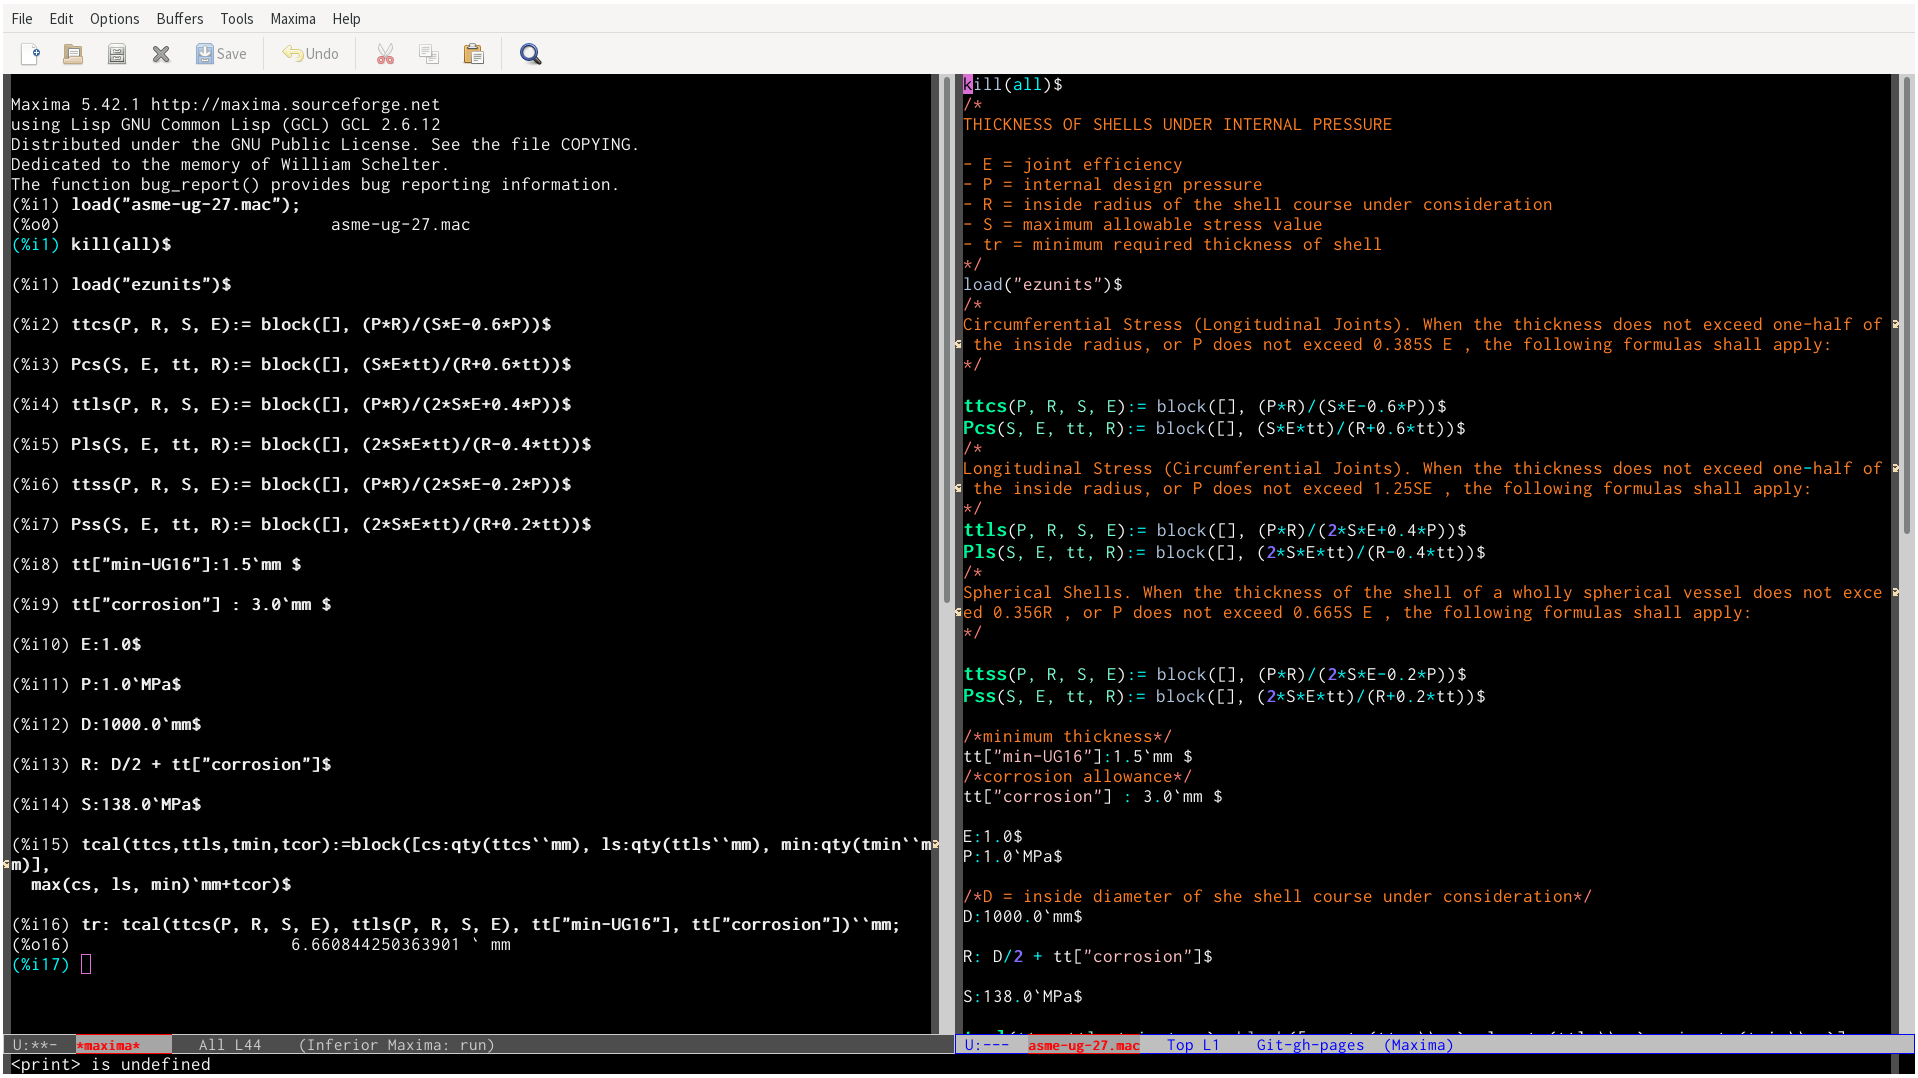 File Edit Options Buffers Tools Maxima Help
Save Undo
Maxima 5.42.1 http://maxima.sourceforge.net
using Lisp GNU Common Lisp (GCL) GCL 2.6.12
Distributed under the GNU Public License. See the file COPYING.
Dedicated to the memory of William Schelter.
The function bug_report() provides bug reporting information.
(%i1) load("asme-ug-27.mac");
(%o0) asme-ug-27.mac
(%i1) kill(all)$
(%i1) load("ezunits")$
(%i2) ttcs(P, R, S, E):= block([], (P*R)/(S*E-0.6*P))$
(%i3) Pcs(S, E, tt, R):= block([], (S*E*tt)/(R+0.6*tt))$
(%i4) ttls(P, R, S, E):= block([], (P*R)/(2*S*E+0.4*P))$
(%i5) Pls(S, E, tt, R):= block([], (2*S*E*tt)/(R-0.4*tt))$
(%i6) ttss(P, R, S, E):= block([], (P*R)/(2*S*E-0.2*P))$
(%i7) Pss(S, E, tt, R):= block([], (2*S*E*tt)/(R+0.2*tt))$
(%i8) tt["min-UG16"]:1.5`mm $
(%i9) tt["corrosion"] : 3.0`mm $
(%i10) E:1.0$
(%i11) P:1.0`MPa$
(%i12) D:1000.0`mm$
(%i13) R: D/2 + tt["corrosion"]$
(%i14) S:138.0`MPa$
(%i15) tcal(ttcs,ttls,tmin,tcor):=block([cs:qty(ttcs``mm), ls:qty(ttls``mm), min:qty(tmin``m
m)],
max(cs, ls, min)`mm+tcor)$
(%i16) tr: tcal(ttcs(P, R, S, E), ttls(P, R, S, E), tt["min-UG16"], tt["corrosion"])``mm;
(%o16) 6.660844250363901 ` mm
(%i17)
U:**- *maxima* All L44 (Inferior Maxima: run)
kill(all)$
/*
THICKNESS OF SHELLS UNDER INTERNAL PRESSURE
- E = joint efficiency
- P = internal design pressure
- R = inside radius of the shell course under consideration
- S = maximum allowable stress value
- tr = minimum required thickness of shell
*/
load("ezunits")$
/*
Circumferential Stress (Longitudinal Joints). When the thickness does not exceed one-half of
the inside radius, or P does not exceed 0.385S E , the following formulas shall apply:
*/
ttcs(P, R, S, E):= block([], (P*R)/(S*E-0.6*P))$
Pcs(S, E, tt, R):= block([], (S*E*tt)/(R+0.6*tt))$
/*
Longitudinal Stress (Circumferential Joints). When the thickness does not exceed one-half of
the inside radius, or P does not exceed 1.25SE , the following formulas shall apply:
*/
ttls(P, R, S, E):= block([], (P*R)/(2*S*E+0.4*P))$
Pls(S, E, tt, R):= block([], (2*S*E*tt)/(R-0.4*tt))$
/*
Spherical Shells. When the thickness of the shell of a wholly spherical vessel does not exce
ed 0.356R , or P does not exceed 0.665S E , the following formulas shall apply:
*/
ttss(P, R, S, E):= block([], (P*R)/(2*S*E-0.2*P))$
Pss(S, E, tt, R):= block([], (2*S*E*tt)/(R+0.2*tt))$
/*minimum thickness*/
tt["min-UG16"]:1.5`mm $
/*corrosion allowance*/
tt["corrosion"] : 3.0`mm $
E:1.0$
P:1.0`MPa$
/*D = inside diameter of she shell course under consideration*/
D:1000.0`mm$
R: D/2 + tt["corrosion"]$
S:138.0`MPa$
U:--- asme-ug-27.mac Top L1 Git-gh-pages (Maxima)
<print> is undefined